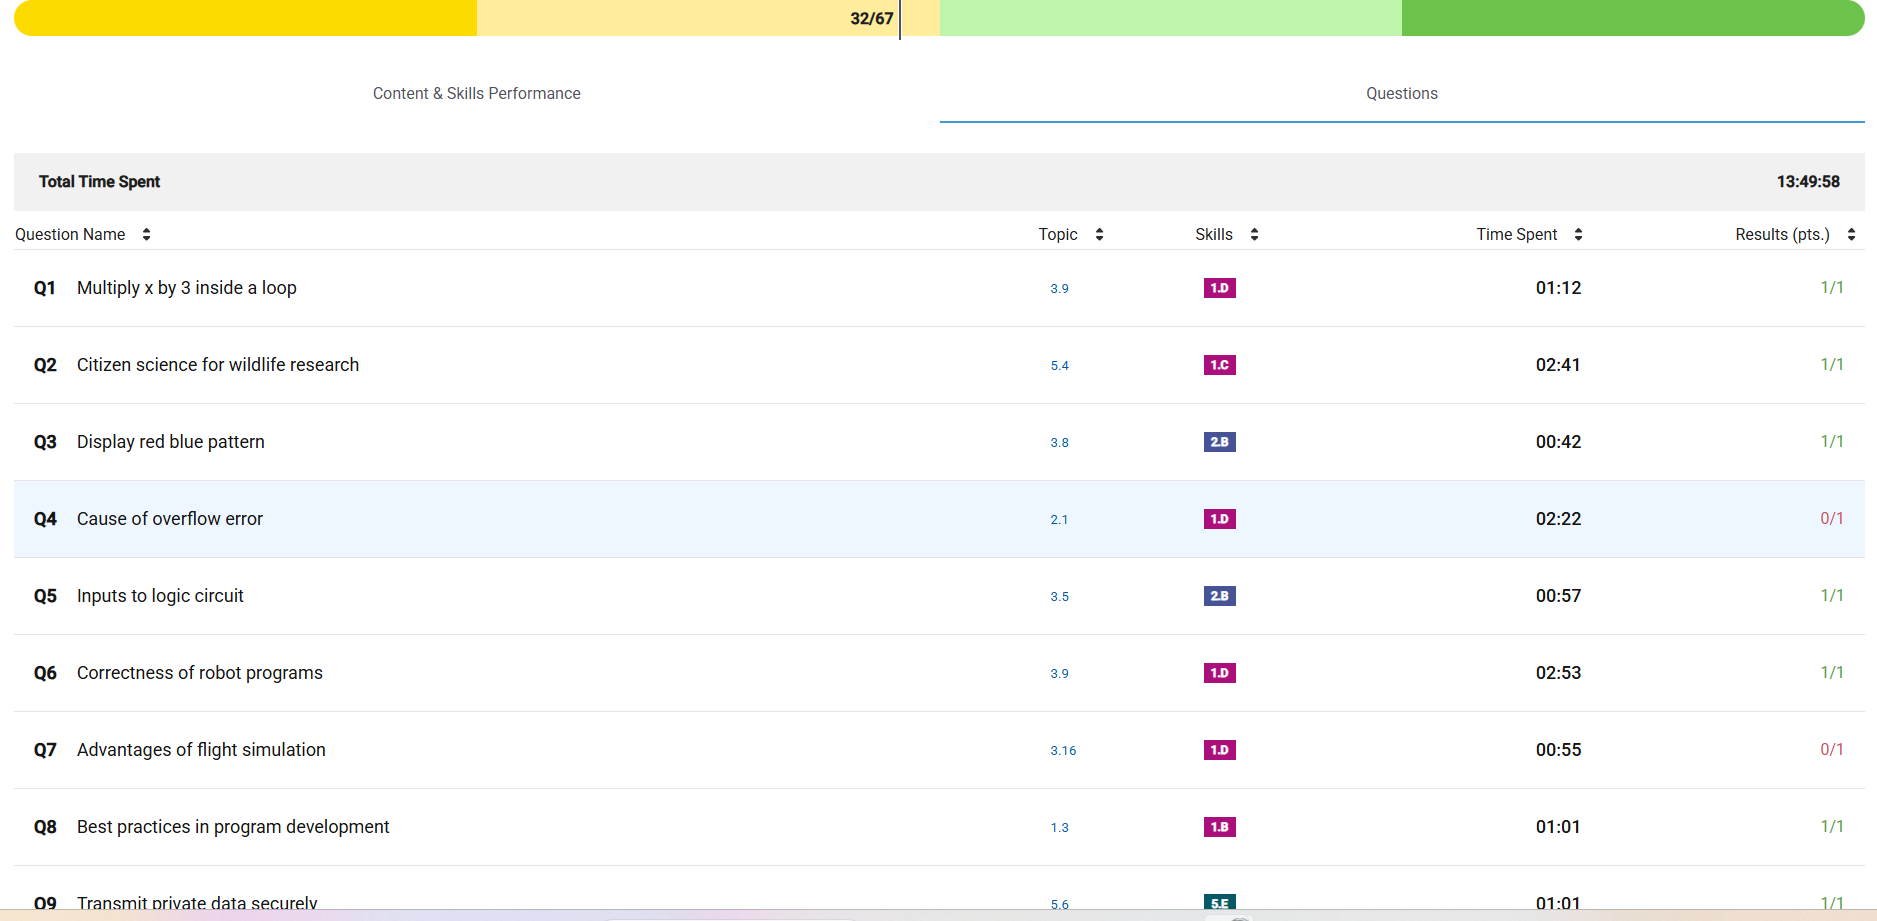 32/67
Content & Skills Performance Questions
Total Time Spent 13:49:58
Question Name Topic Skills Time Spent Results (pts.)
Q1 Multiply x by 3 inside a loop 3.9 1.D 01:12 1/1
Q2 Citizen science for wildlife research 5.4 1.C 02:41 1/1
Q3 Display red blue pattern 3.8 2.B 00:42 1/1
Q4 Cause of overflow error 2.1 1.D 02:22 0/1
Q5 Inputs to logic circuit 3.5 2.B 00:57 1/1
Q6 Correctness of robot programs 3.9 1.D 02:53 1/1
Q7 Advantages of flight simulation 3.16 1.D 00:55 0/1
Q8 Best practices in program development 1.3 1.B 01:01 1/1
Q9 Transmit private data securely 5.6 5.E 01:01 1/1